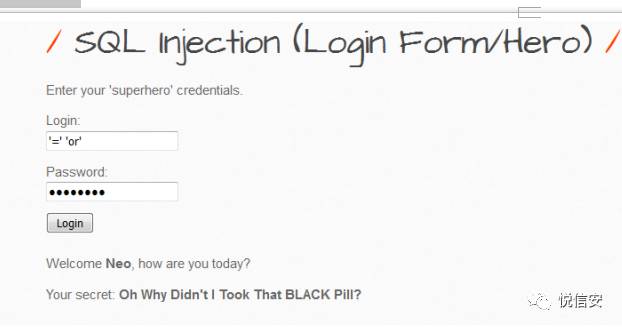 / SQL Injection (Login Form/Hero) /
Enter your 'superhero' credentials.
Login:
'=' 'or'
Password:
●●●●●●●●
Login
Welcome Neo, how are you today?
Your secret: Oh Why Didn't I Took That BLACK Pill?
悦信安